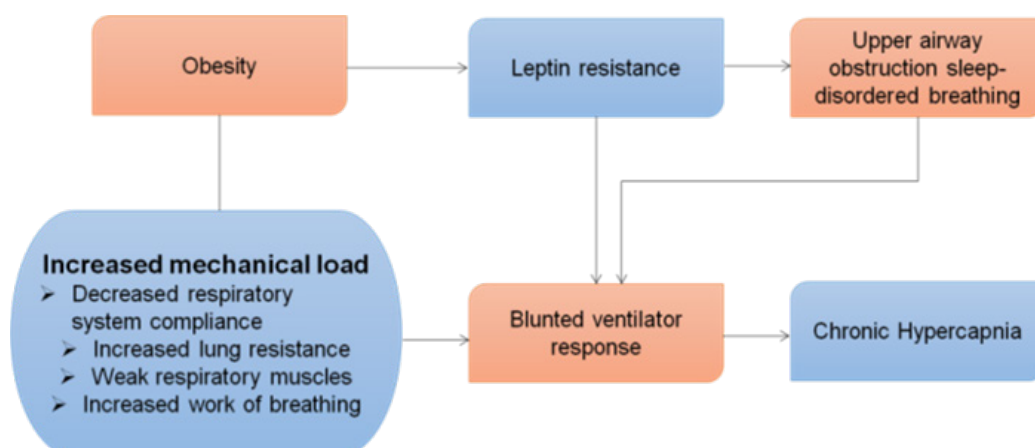 Obesity
Leptin resistance
Upper airway
obstruction sleep-
disordered breathing
Increased mechanical load
➢ Decreased respiratory
system compliance
➢ Increased lung resistance
➢ Weak respiratory muscles
➢ Increased work of breathing
Blunted ventilator
response
Chronic Hypercapnia